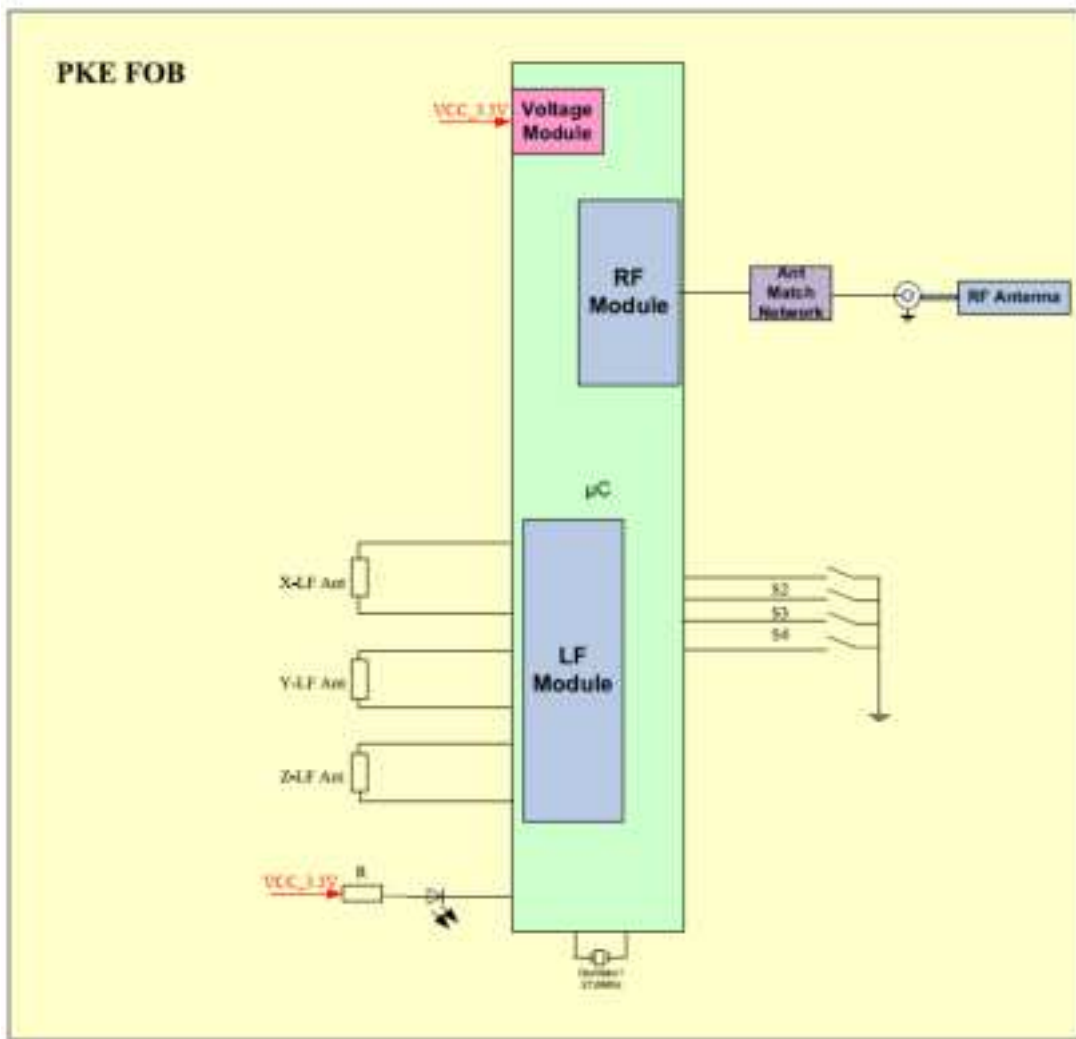 PKE FOB
VCC_3.3V
Voltage
Module
RF
Module
Ant
Match
Network
RF Antenna
µC
X-LF Ant
S2
S3
S4
Y-LF Ant
LF
Module
Z-LF Ant
VCC_3.3V
R